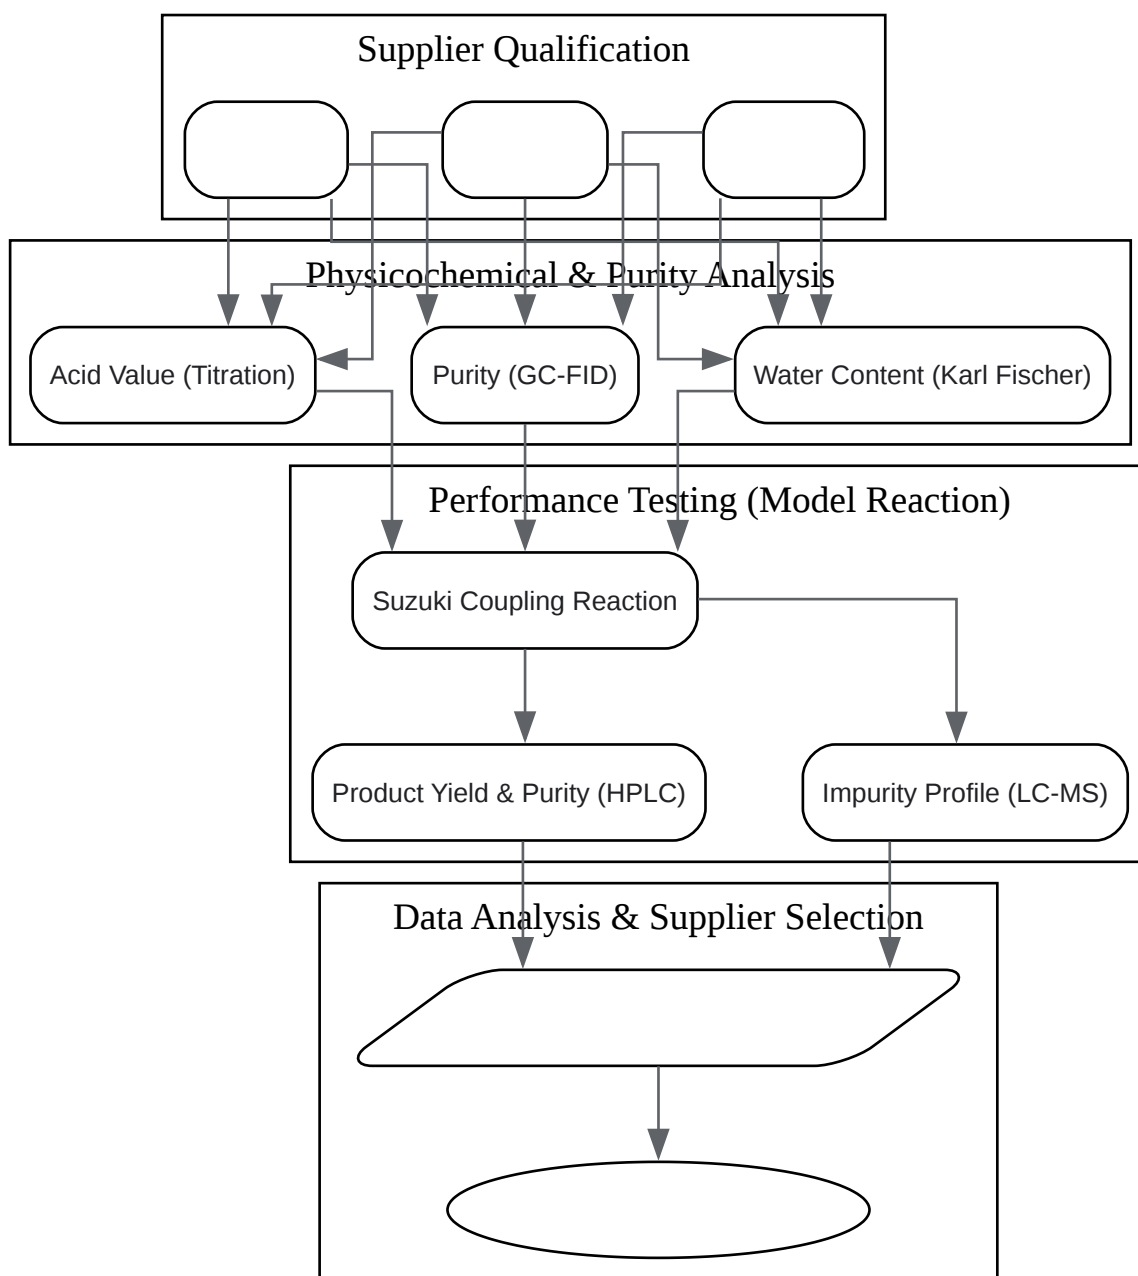 Supplier Qualification
Physicochemical & Purity Analysis
Acid Value (Titration)
Purity (GC-FID)
Water Content (Karl Fischer)
Performance Testing (Model Reaction)
Suzuki Coupling Reaction
Product Yield & Purity (HPLC)
Impurity Profile (LC-MS)
Data Analysis & Supplier Selection